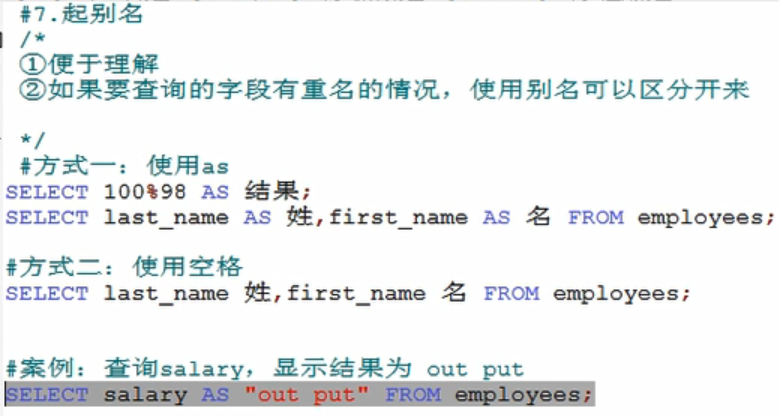 #7.起别名
/*
①便于理解
②如果要查询的字段有重名的情况，使用别名可以区分开来
*/
#方式一：使用as
SELECT 100%98 AS 结果;
SELECT last_name AS 姓,first_name AS 名 FROM employees;
#方式二：使用空格
SELECT last_name 姓,first_name 名 FROM employees;
#案例：查询salary，显示结果为 out put
SELECT salary AS "out put" FROM employees;